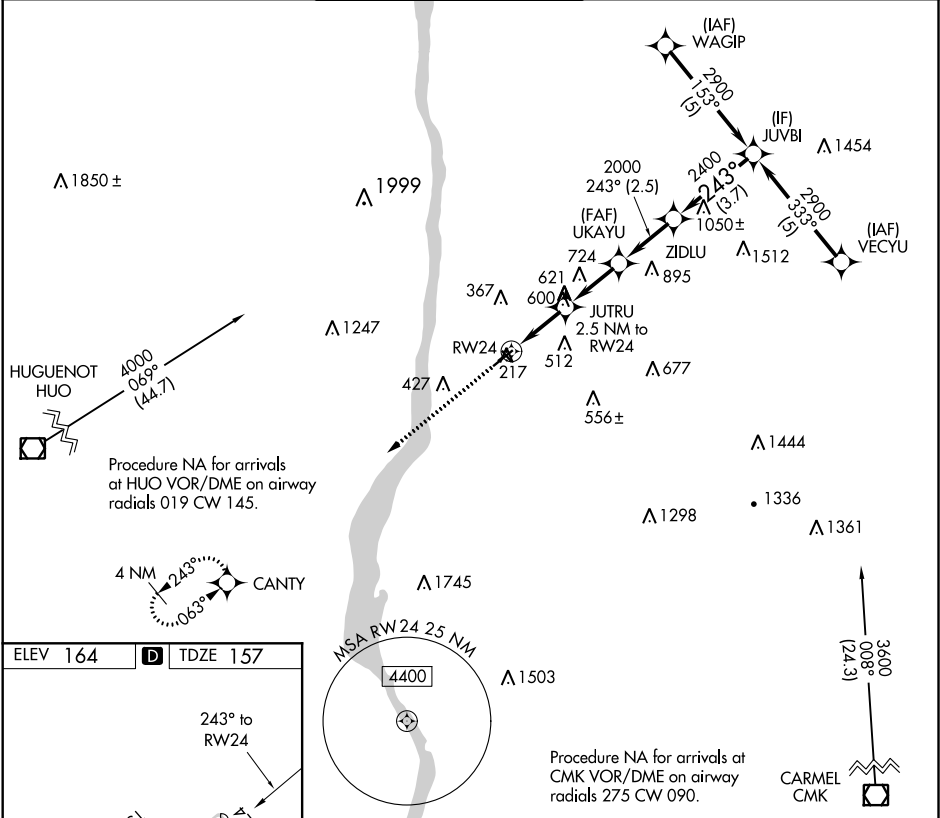 (IAF)
WAGIP
2900
153°
(5)
(IF)
JUVBI
1454
2400
243°
(3.7)
2000
243° (2.5)
1850 ±
1999
(FAF)
UKAYU
1050±
ZIDLU
2900
333°
(5)
(IAF)
VECYU
1512
724
895
621
600
367
JUTRU
2.5 NM to
RW24
1247
RW24
217
512
677
427
556±
HUGUENOT
HUO
4000
069°
(44.7)
Procedure NA for arrivals
at HUO VOR/DME on airway
radials 019 CW 145.
1444
1336
1298
1361
4 NM
243°
063°
CANTY
1745
MSA RW24 25 NM
4400
1503
3600
008°
(24.3)
ELEV 164 D TDZE 157
243° to
RW24
Procedure NA for arrivals at
CMK VOR/DME on airway
radials 275 CW 090.
CARMEL
CMK